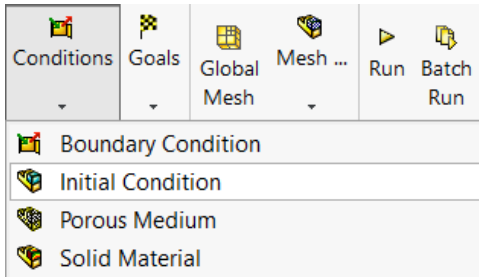 Conditions Goals Global Mesh ... Run Batch
Mesh Run
Boundary Condition
Initial Condition
Porous Medium
Solid Material